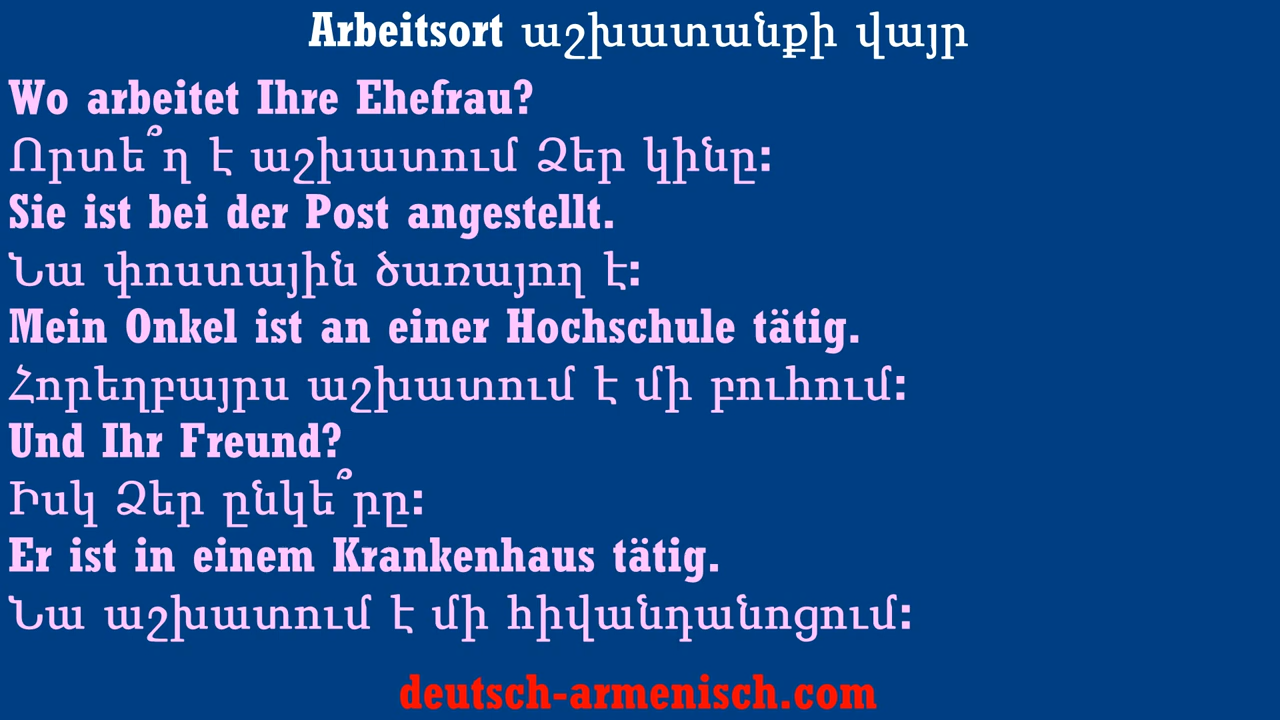 Arbeitsort աշխատանքի վայր
Wo arbeitet Ihre Ehefrau?
Որտե՞ղ է աշխատում Ձեր կինը:
Sie ist bei der Post angestellt.
Նա փոստային ծառայող է:
Mein Onkel ist an einer Hochschule tätig.
Հորեղբայրս աշխատում է մի բուհում:
Und Ihr Freund?
Իսկ Ձեր ընկե՞րը:
Er ist in einem Krankenhaus tätig.
Նա աշխատում է մի հիվանդանոցում:
deutsch-armenisch.com